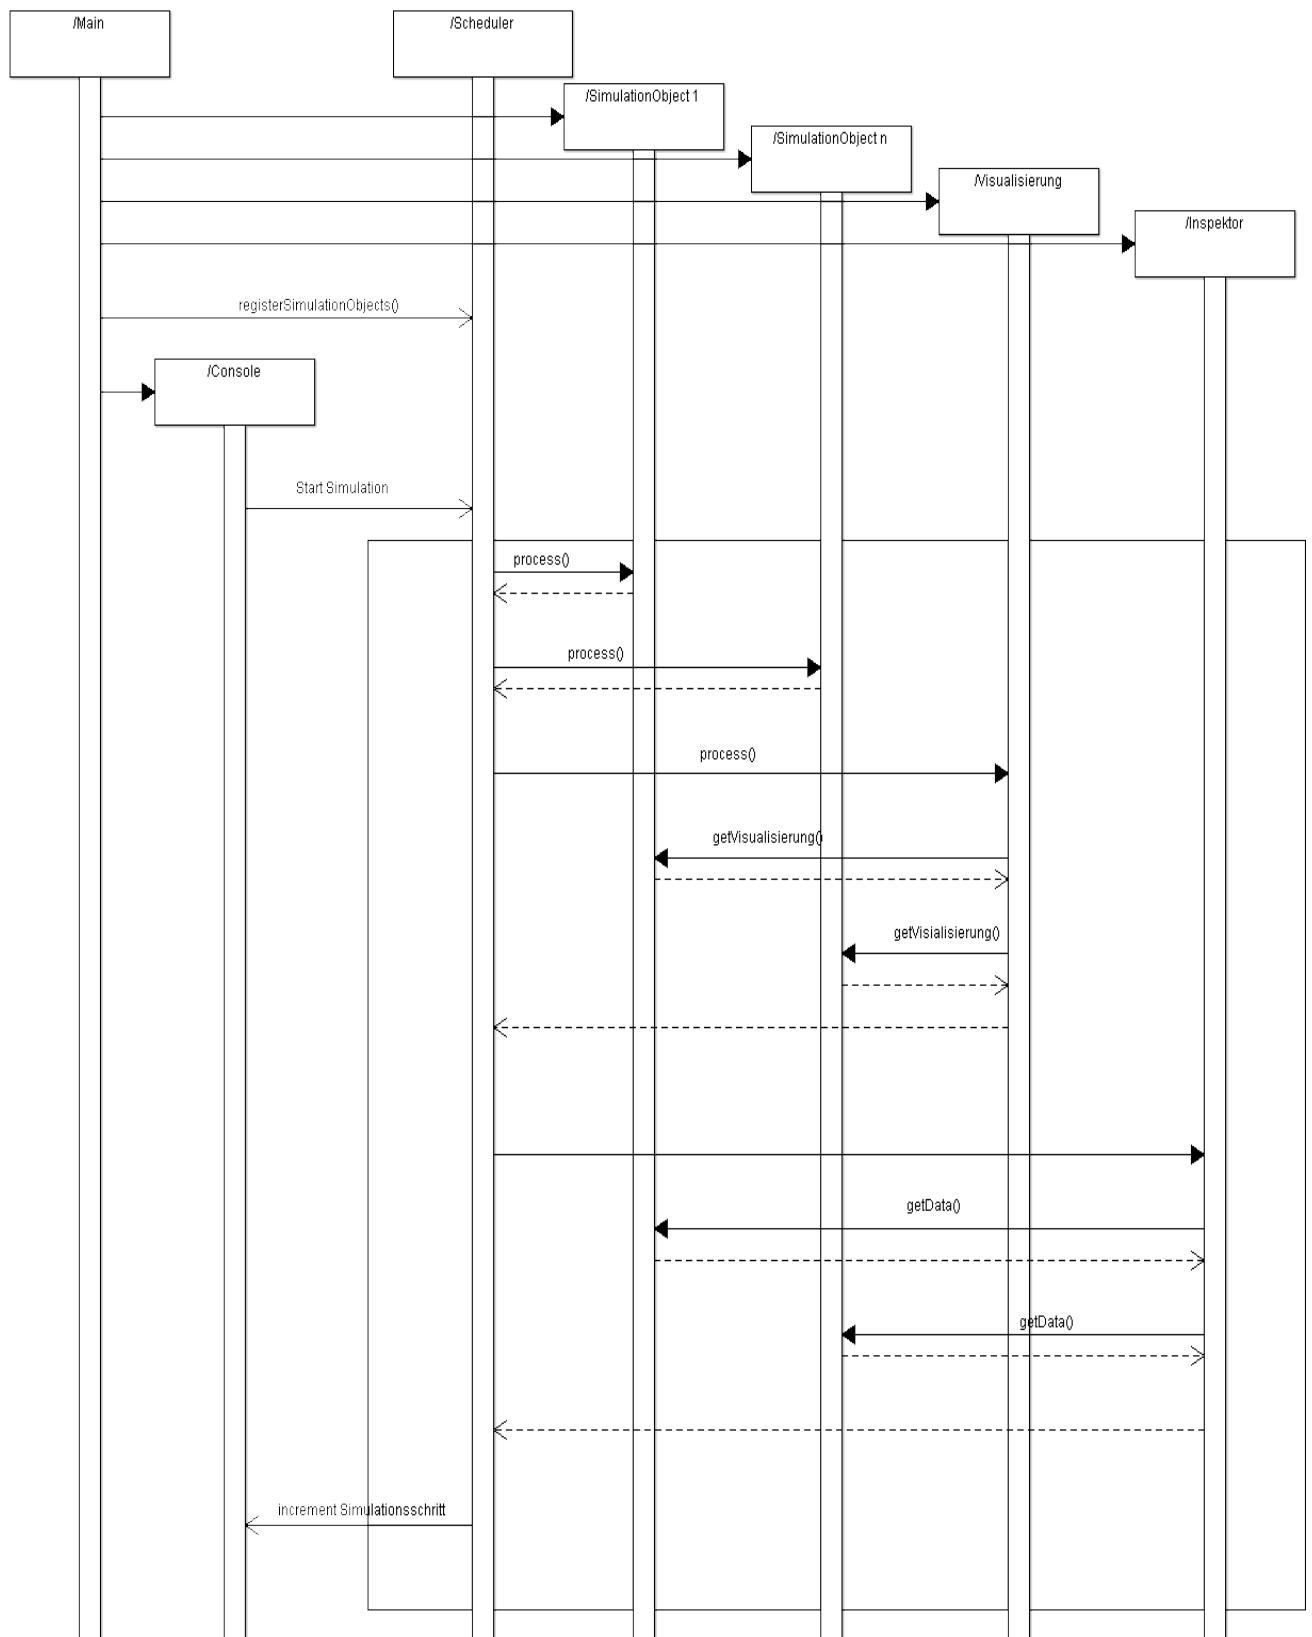 /Main
/Scheduler
/SimulationObject 1
/SimulationObject n
/Visualisierung
/Inspektor
registerSimulationObjects()
/Console
Start Simulation
process()
process()
process()
getVisualisierung()
getVisialisierung()
getData()
getData()
increment Simulationsschritt